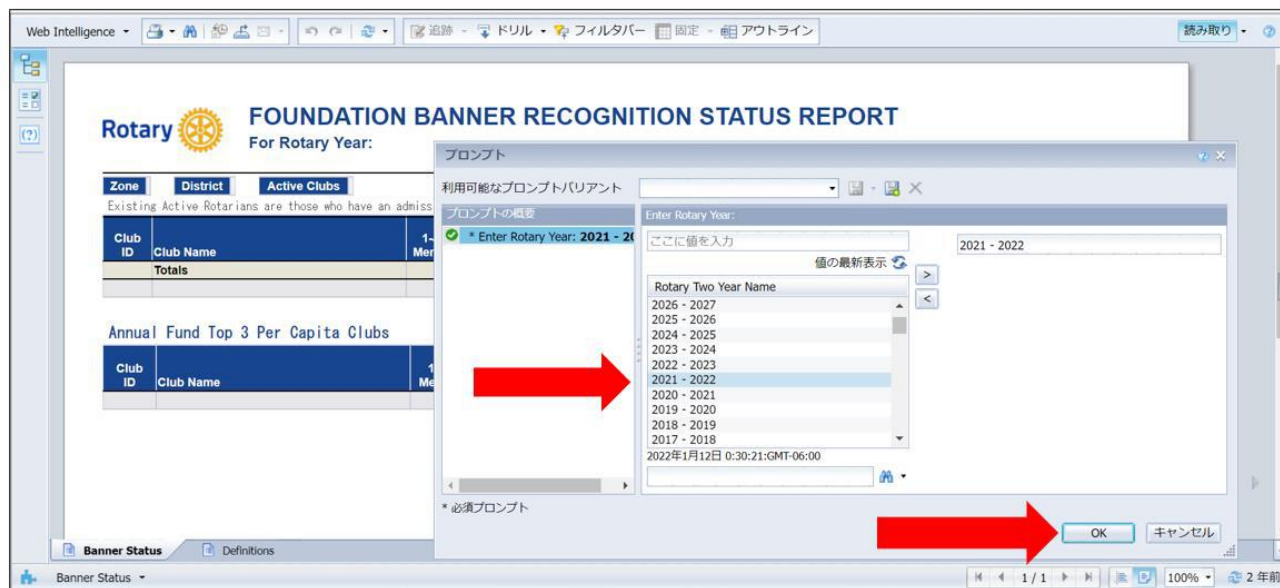 Web Intelligence
追跡 ドリル フィルタバー 固定 アウトライン
読み取り
Rotary
FOUNDATION BANNER RECOGNITION STATUS REPORT
For Rotary Year:
Zone District Active Clubs
Existing Active Rotarians are those who have an
Club ID Club Name
Totals
Annual Fund Top 3 Per Capita Clubs
Club ID Club Name
プロンプト
利用可能なプロンプトバリアント
プロンプトの概要
* Enter Rotary Year: 2021 - 20
Enter Rotary Year:
ここに値を入力
値の最新表示
2021 - 2022
>
<
Rotary Two Year Name
2026 - 2027
2025 - 2026
2024 - 2025
2023 - 2024
2022 - 2023
2021 - 2022
2020 - 2021
2019 - 2020
2018 - 2019
2017 - 2018
2022年1月12日 0:30:21:GMT-06:00
* 必須プロンプト
OK キャンセル
Banner Status Definitions
Banner Status
1 / 1 100% 2 年前